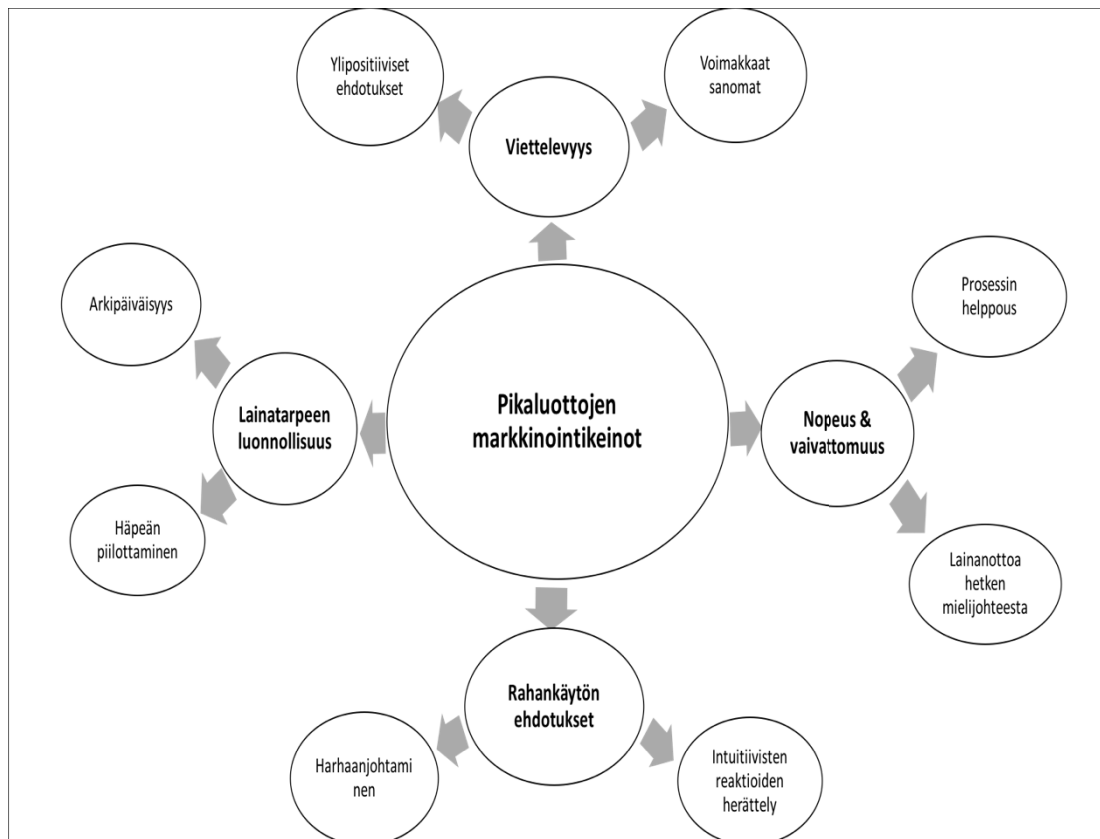 Ylipositiiviset
ehdotukset
Voimakkaat
sanomat
Viettelevyys
Arkipäiväisyys
Prosessin
helppous
Lainatarpeen
luonnollisuus
Pikaluottojen
markkinointikeinot
Nopeus &
vaivattomuus
Häpeän
piilottaminen
Lainanottoa
hetken
mielijohteesta
Rahankäytön
ehdotukset
Harhaanjohtami
nen
Intuitiivisten
reaktioiden
herättely